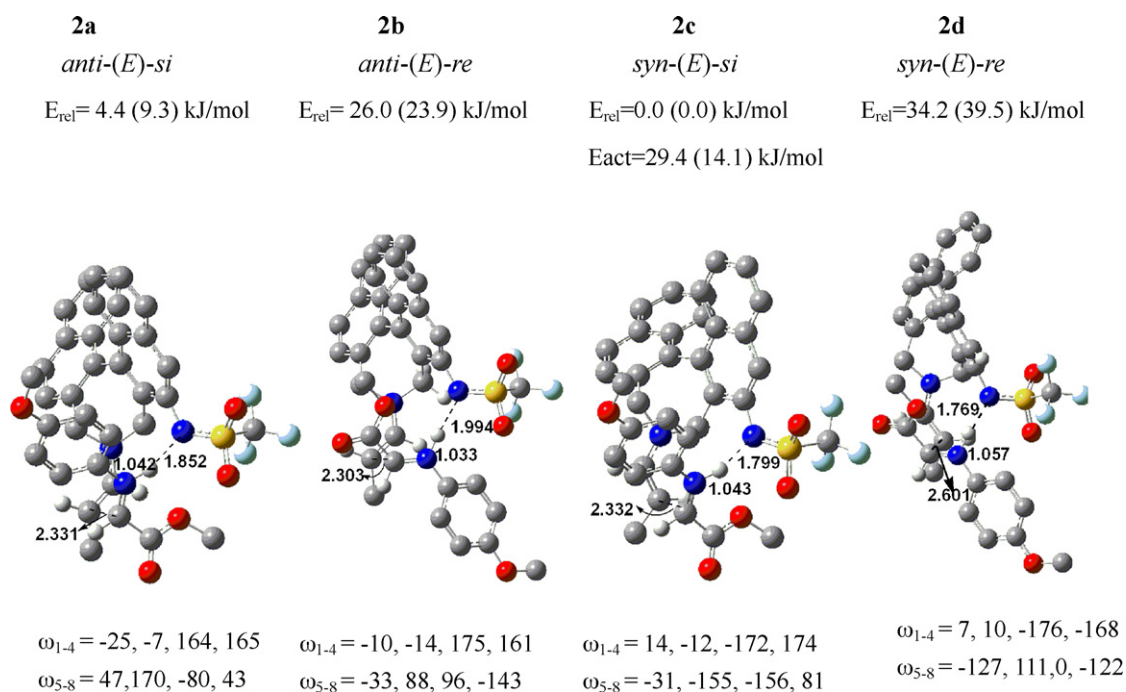 2a 2b 2c 2d
anti-(E)-si anti-(E)-re syn-(E)-si syn-(E)-re
E_rel= 4.4 (9.3) kJ/mol E_rel= 26.0 (23.9) kJ/mol E_rel=0.0 (0.0) kJ/mol E_rel=34.2 (39.5) kJ/mol
Eact=29.4 (14.1) kJ/mol
1.042 1.852
2.331
1.994
1.033
2.303
1.799
1.043
2.332
1.769
1.057
2.601
ω1-4 = -25, -7, 164, 165 ω1-4 = -10, -14, 175, 161 ω1-4 = 14, -12, -172, 174 ω1-4 = 7, 10, -176, -168
ω5-8 = 47,170, -80, 43 ω5-8 = -33, 88, 96, -143 ω5-8 = -31, -155, -156, 81 ω5-8 = -127, 111,0, -122